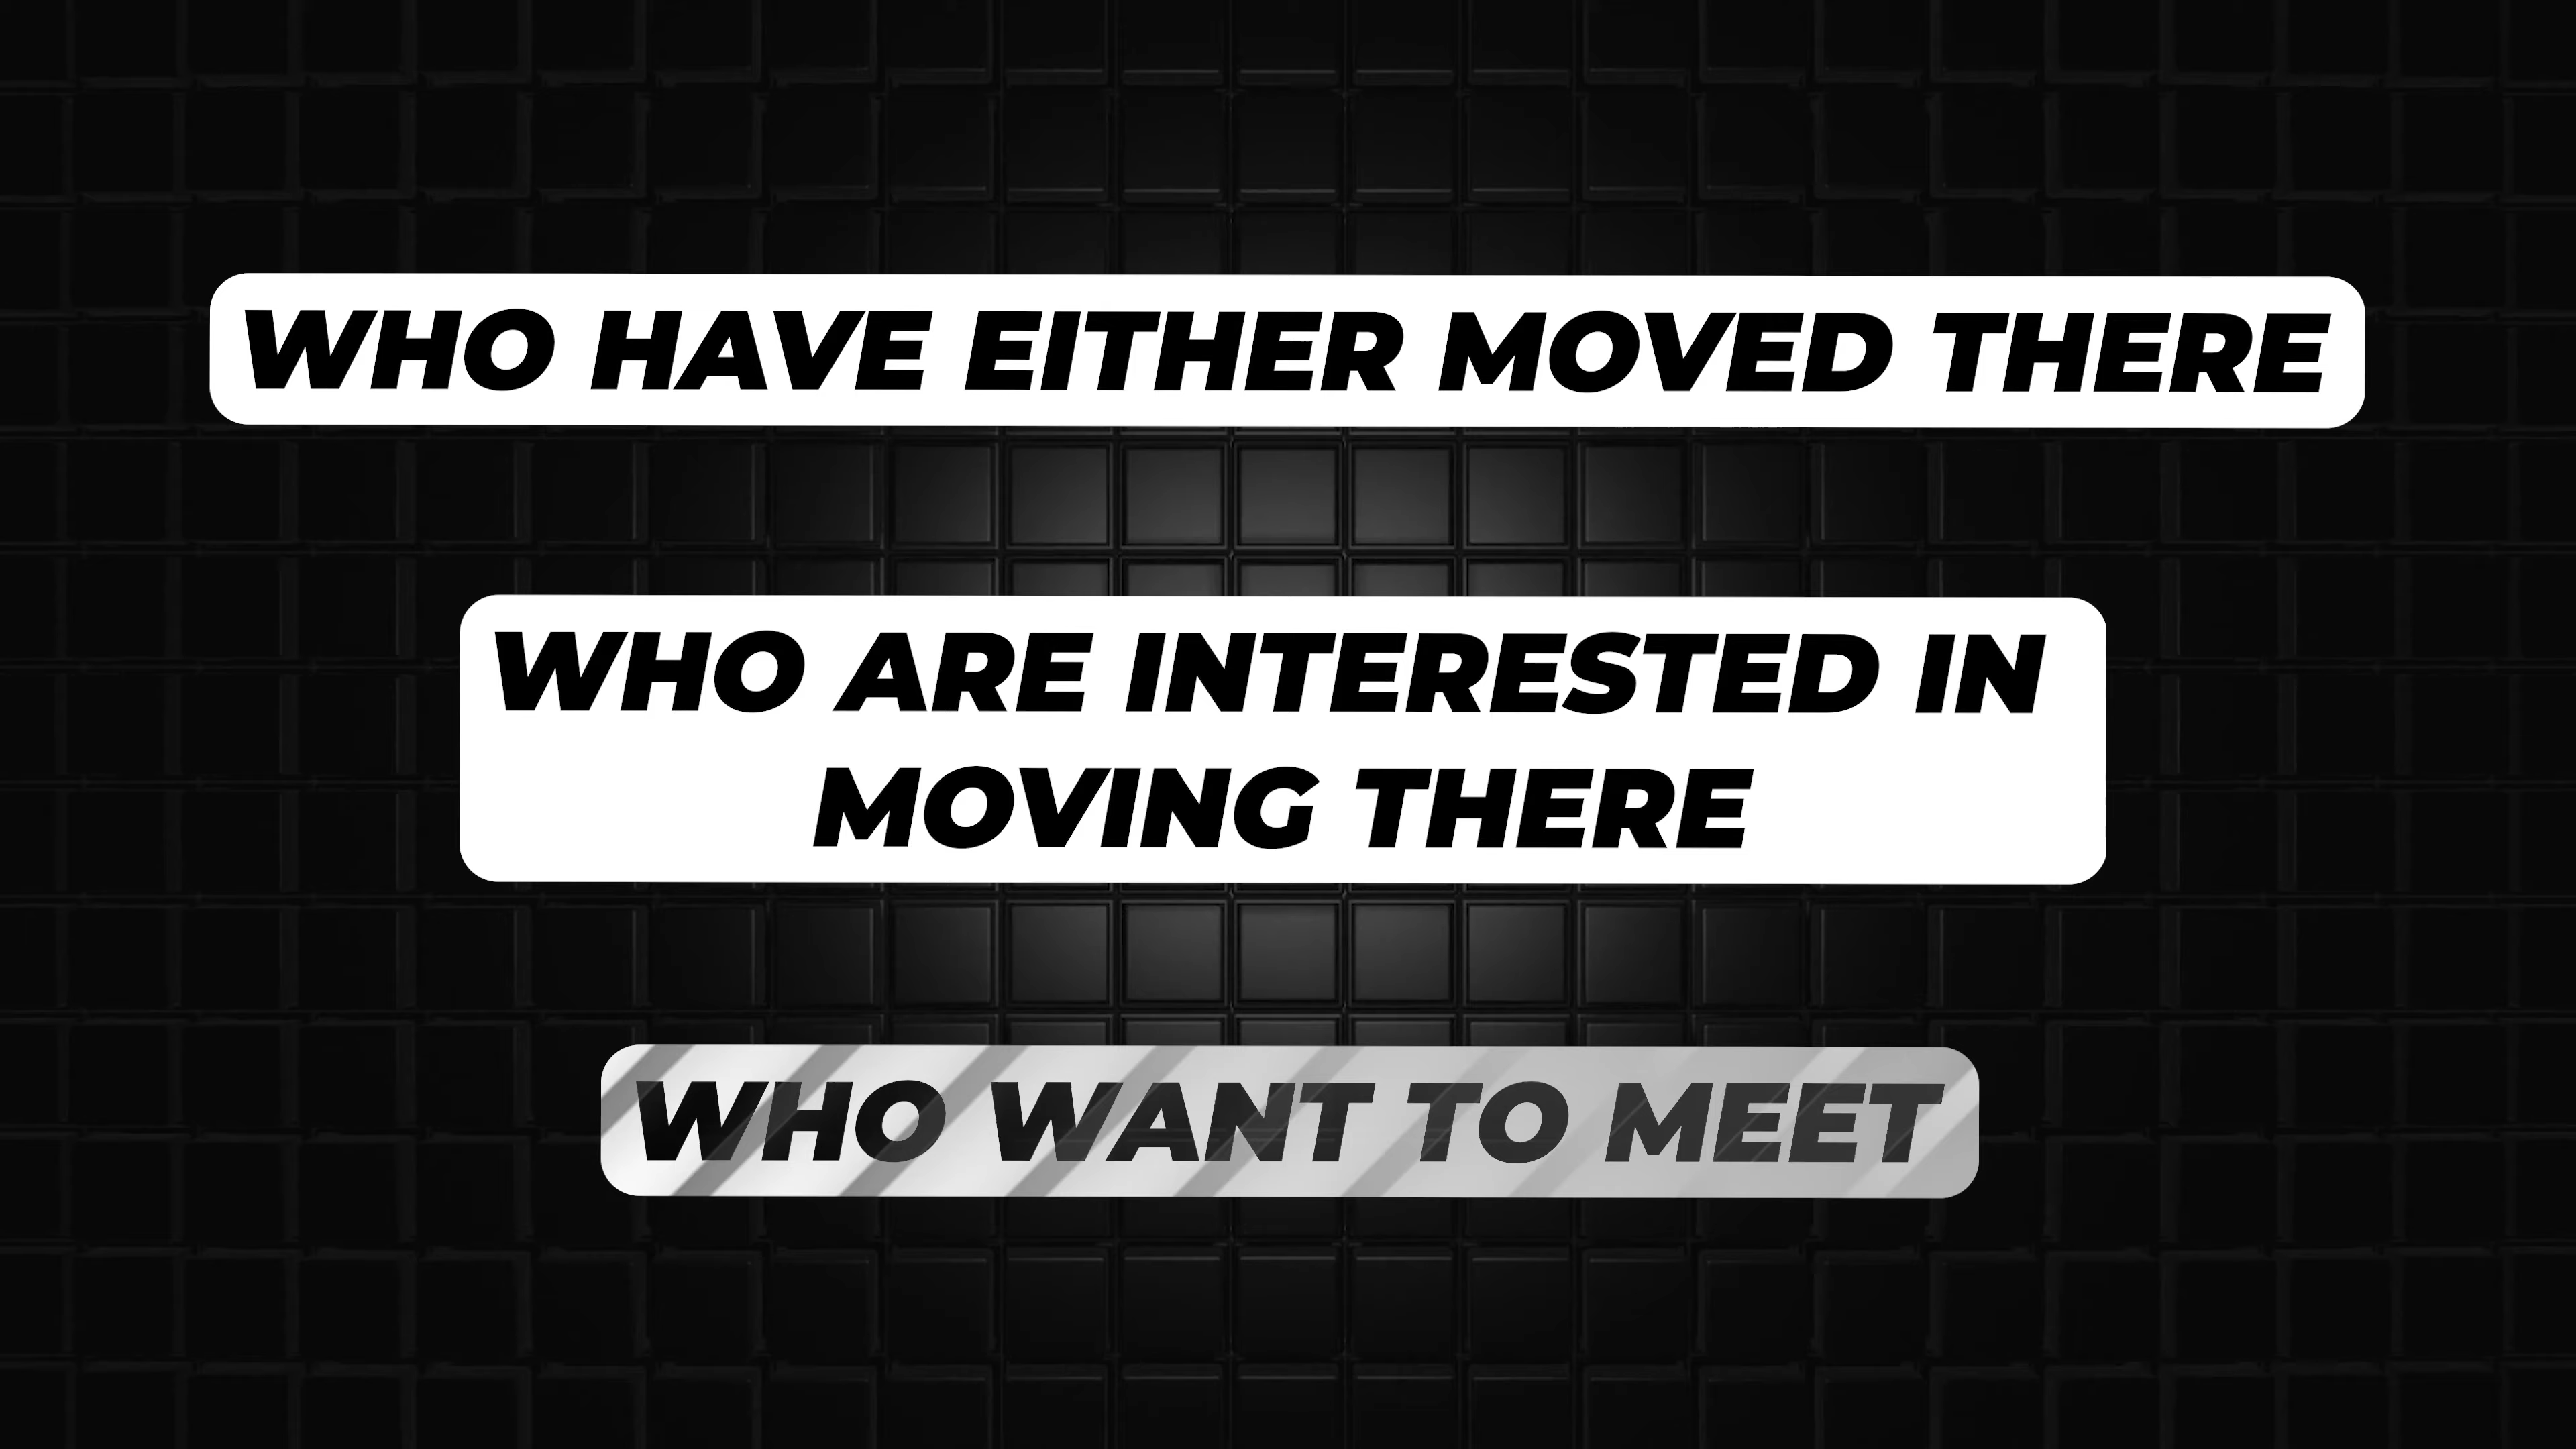 WHO HAVE EITHER MOVED THERE
WHO ARE INTERESTED IN
MOVING THERE
WHO WANT TO MEET